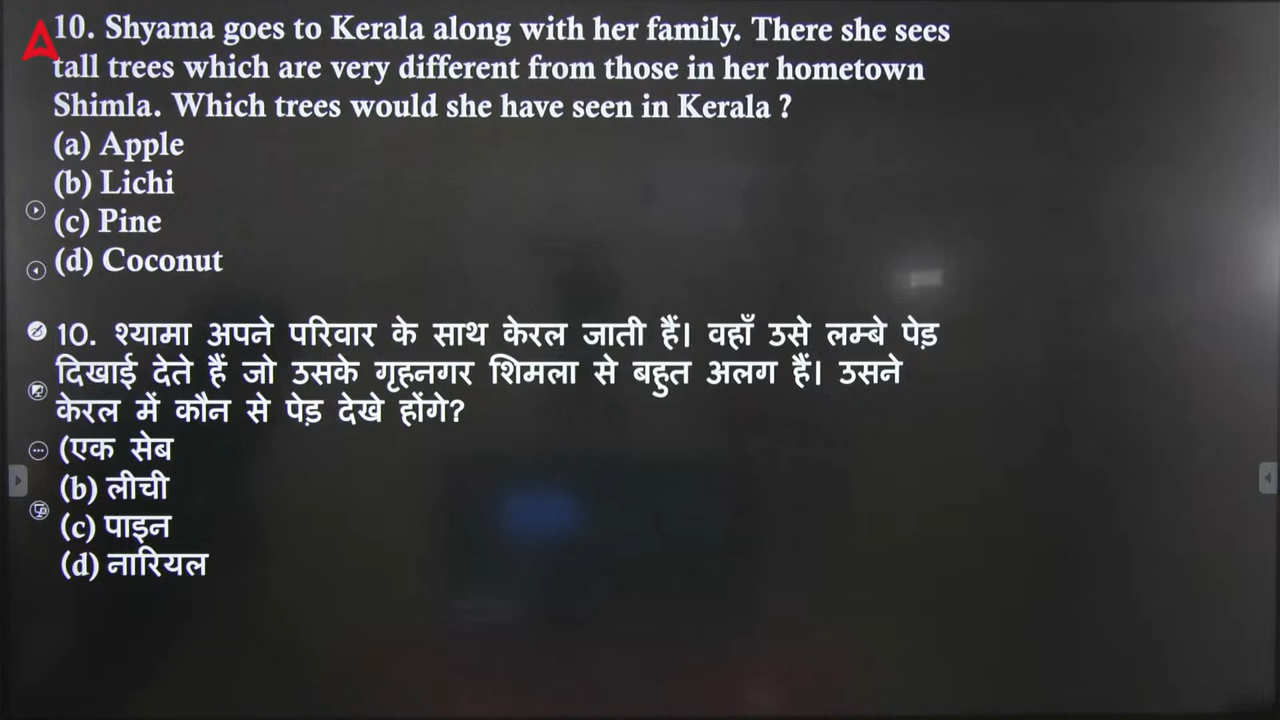 10. Shyama goes to Kerala along with her family. There she sees
tall trees which are very different from those in her hometown
Shimla. Which trees would she have seen in Kerala ?
(a) Apple
(b) Lichi
(c) Pine
(d) Coconut
10. श्यामा अपने परिवार के साथ केरल जाती हैं। वहाँ उसे लम्बे पेड़
दिखाई देते हैं जो उसके गृहनगर शिमला से बहुत अलग हैं। उसने
केरल में कौन से पेड़ देखे होंगे?
(एक सेब
(b) लीची
(c) पाइन
(d) नारियल